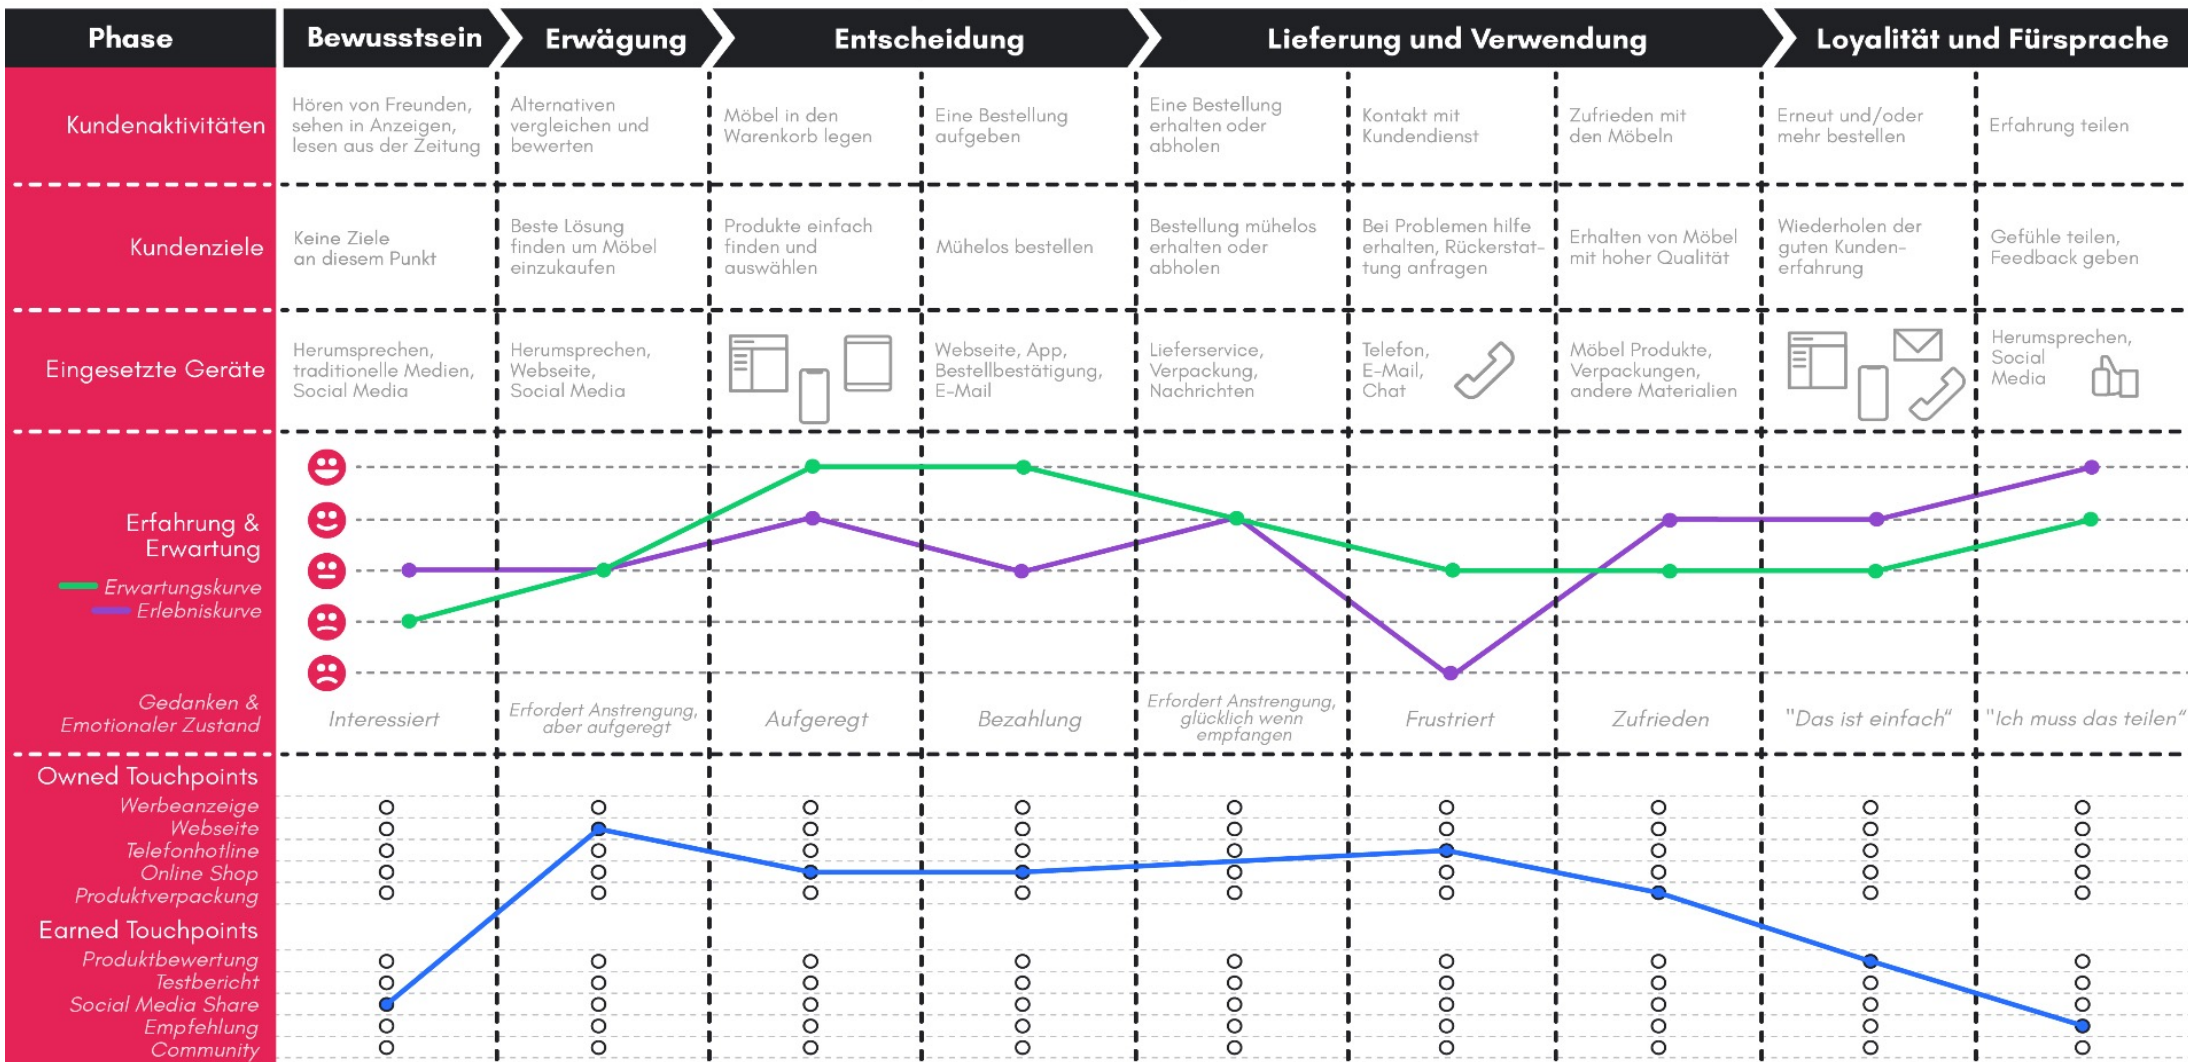 Phase
Bewusstsein
Erwägung
Entscheidung
Lieferung und Verwendung
Loyalität und Fürsprache
Kundenaktivitäten
Hören von Freunden,
sehen in Anzeigen,
lesen aus der Zeitung
Alternativen
vergleichen und
bewerten
Möbel in den
Warenkorb legen
Eine Bestellung
aufgeben
Eine Bestellung
erhalten oder
abholen
Kontakt mit
Kundendienst
Zufrieden mit
den Möbeln
Erneut und/oder
mehr bestellen
Erfahrung teilen
Kundenziele
Keine Ziele
an diesem Punkt
Beste Lösung
finden um Möbel
einzukaufen
Produkte einfach
finden und
auswählen
Mühelos bestellen
Bestellung mühelos
erhalten oder
abholen
Bei Problemen hilfe
erhalten, Rückerstat-
tung anfragen
Erhalten von Möbel
mit hoher Qualität
Wiederholen der
guten Kunden-
erfahrung
Gefühle teilen,
Feedback geben
Eingesetzte Geräte
Herumsprechen,
traditionelle Medien,
Social Media
Herumsprechen,
Webseite,
Social Media
Webseite, App,
Bestellbestätigung,
E-Mail
Lieferservice,
Verpackung,
Nachrichten
Telefon,
E-Mail,
Chat
Möbel Produkte,
Verpackungen,
andere Materialien
Herumsprechen,
Social
Media
Erfahrung &
Erwartung
Erwartungskurve
Erlebniskurve
Gedanken &
Emotionaler Zustand
Interessiert
Erfordert Anstrengung,
aber aufgeregt
Aufgeregt
Bezahlung
Erfordert Anstrengung,
glücklich wenn
empfangen
Frustriert
Zufrieden
"Das ist einfach“
"Ich muss das teilen“
Owned Touchpoints
Werbeanzeige
Webseite
Telefonhotline
Online Shop
Produktverpackung
Earned Touchpoints
Produktbewertung
Testbericht
Social Media Share
Empfehlung
Community